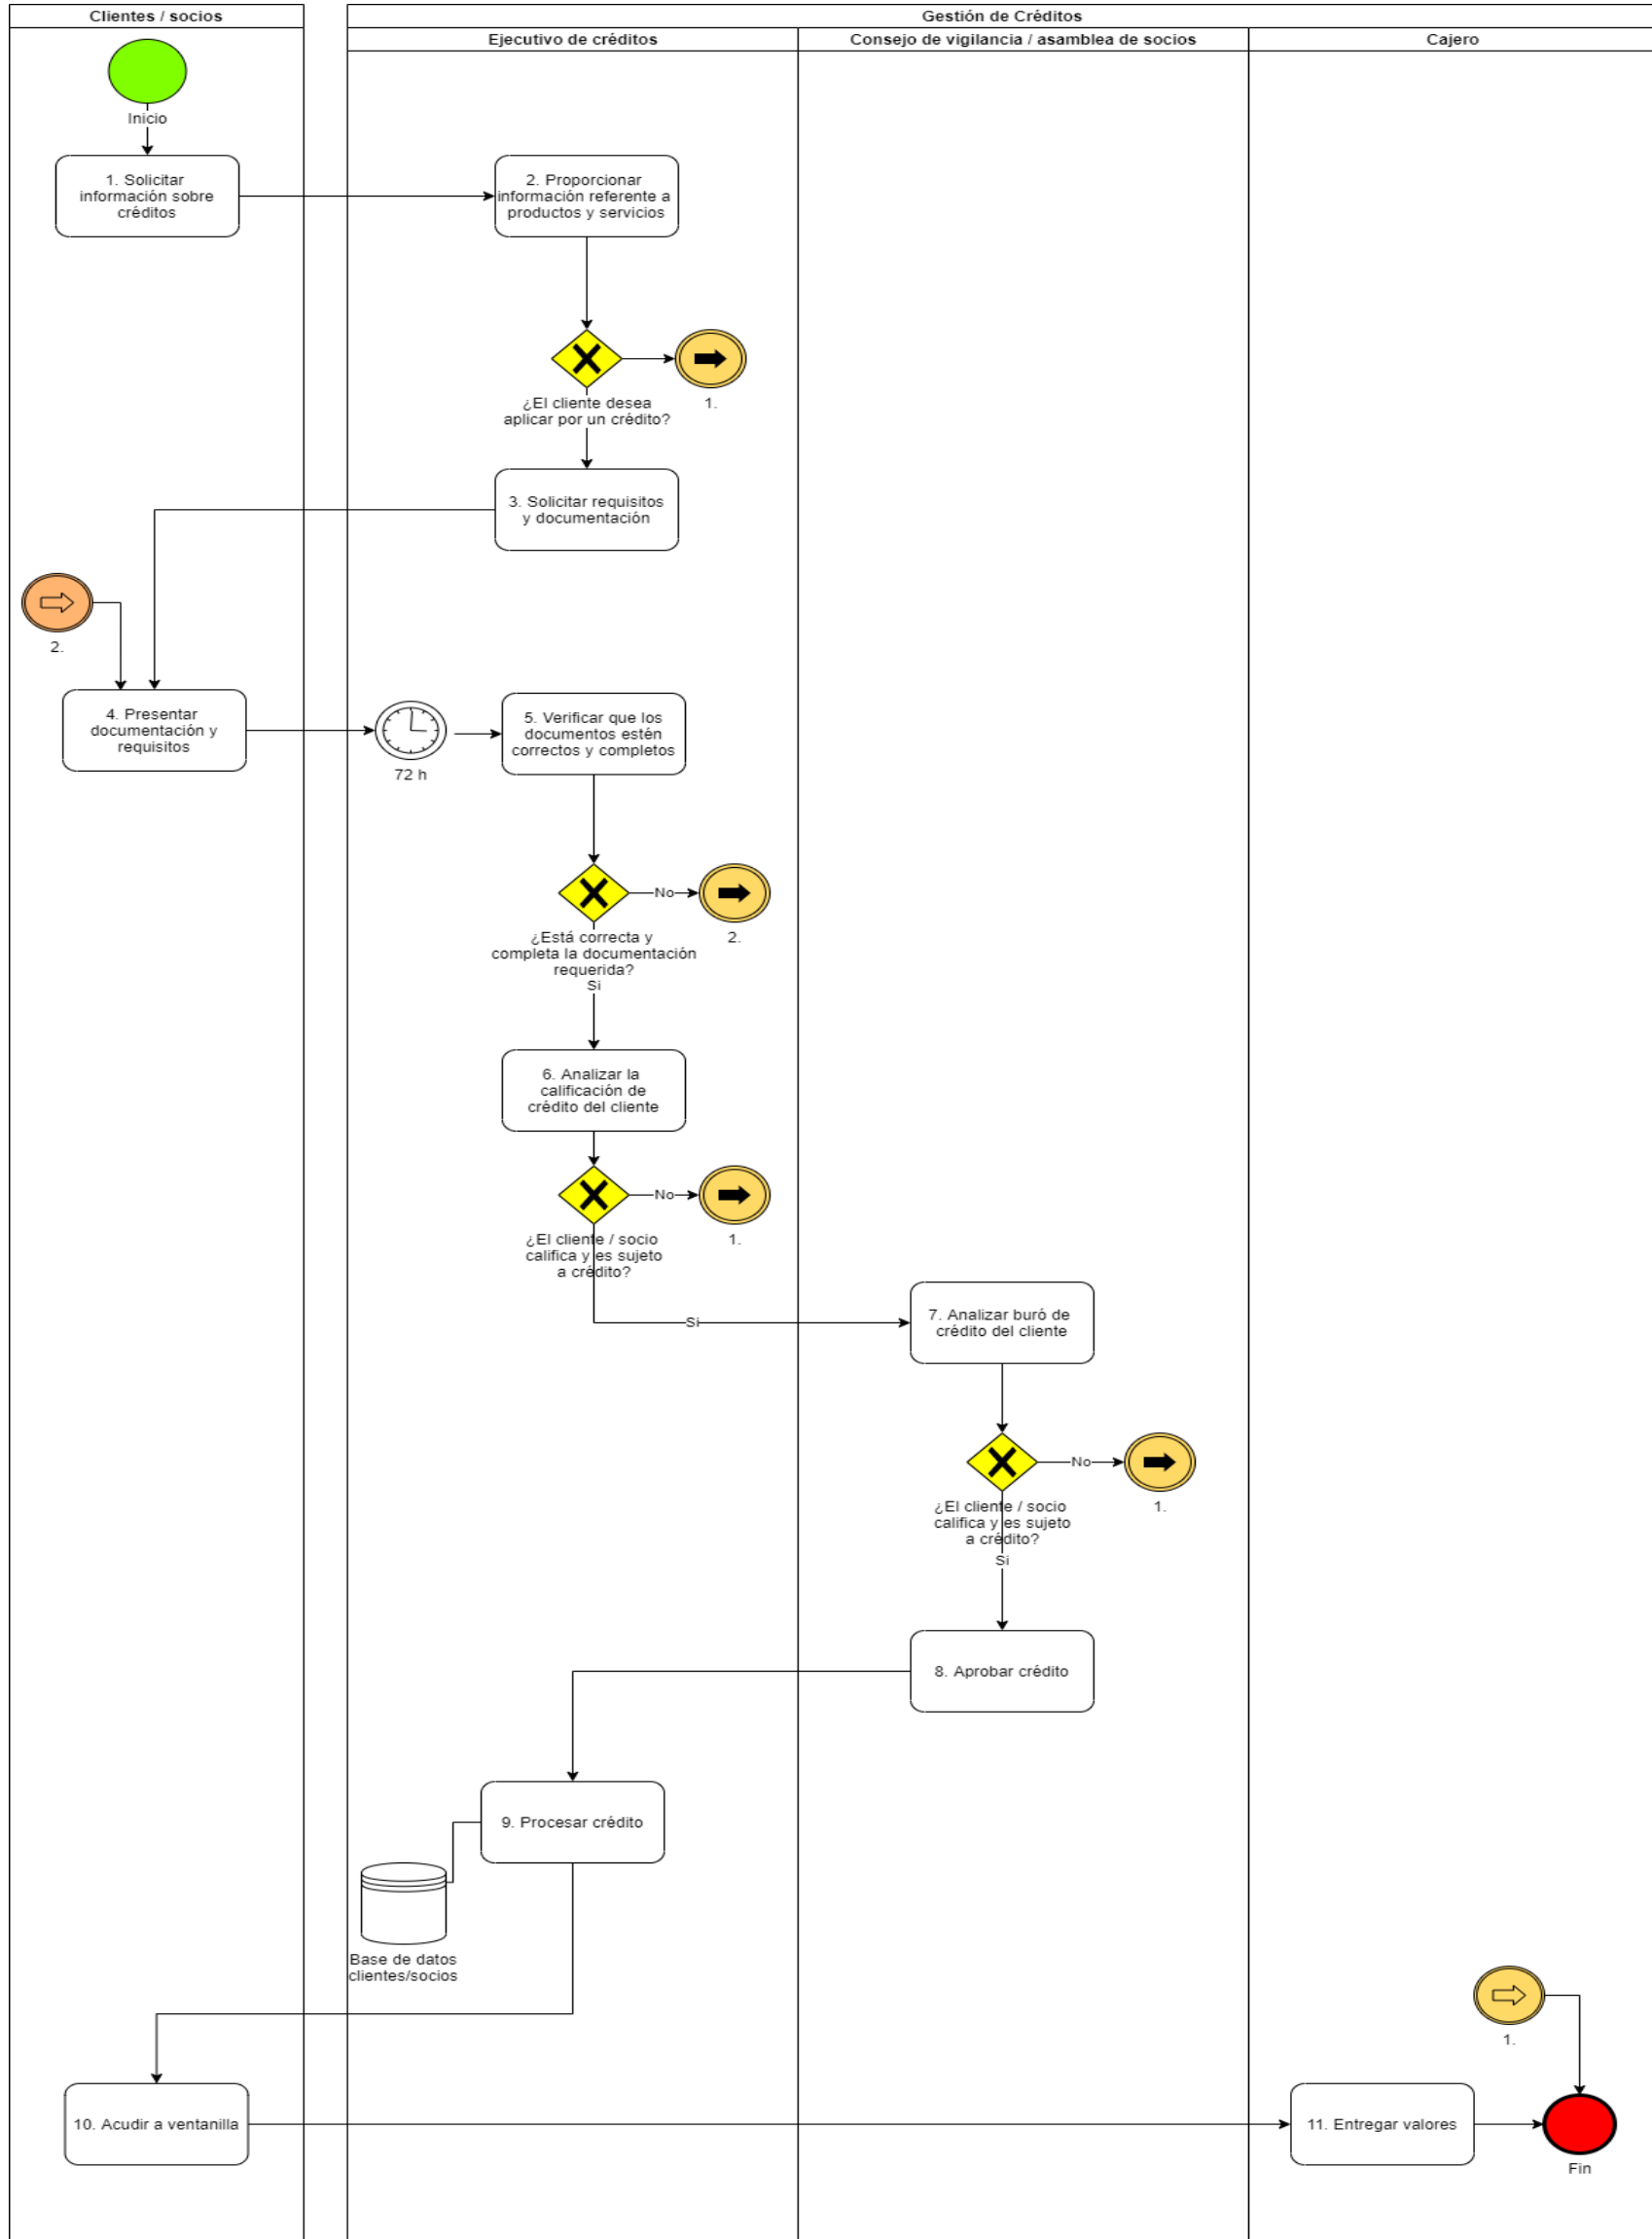 Clientes / socios
Gestión de Créditos
Ejecutivo de créditos
Consejo de vigilancia / asamblea de socios
Cajero
Inicio
1. Solicitar
información sobre
créditos
2. Proporcionar
información referente a
productos y servicios
¿El cliente desea
aplicar por un crédito?
1.
3. Solicitar requisitos
y documentación
2.
4. Presentar
documentación y
requisitos
72 h
5. Verificar que los
documentos estén
correctos y completos
No
2.
¿Está correcta y
completa la documentación
requerida?
Si
6. Analizar la
calificación de
crédito del cliente
No
1.
¿El cliente / socio
califica y es sujeto
a crédito?
Si
7. Analizar buró de
crédito del cliente
No
1.
¿El cliente / socio
califica y es sujeto
a crédito?
Si
8. Aprobar crédito
9. Procesar crédito
Base de datos
clientes/socios
1.
10. Acudir a ventanilla
11. Entregar valores
Fin